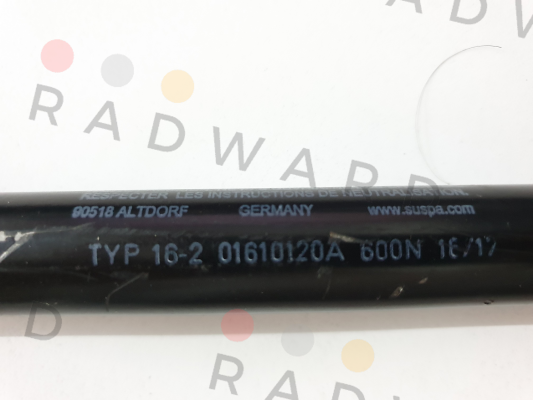 RADWARD
RESPECTER LES INSTRUCTIONS DE NEUTRALISATION.
90518 ALTDORF GERMANY www.suspa.com
TYP 16-2 01610120A 600N 16/17
D RADWA